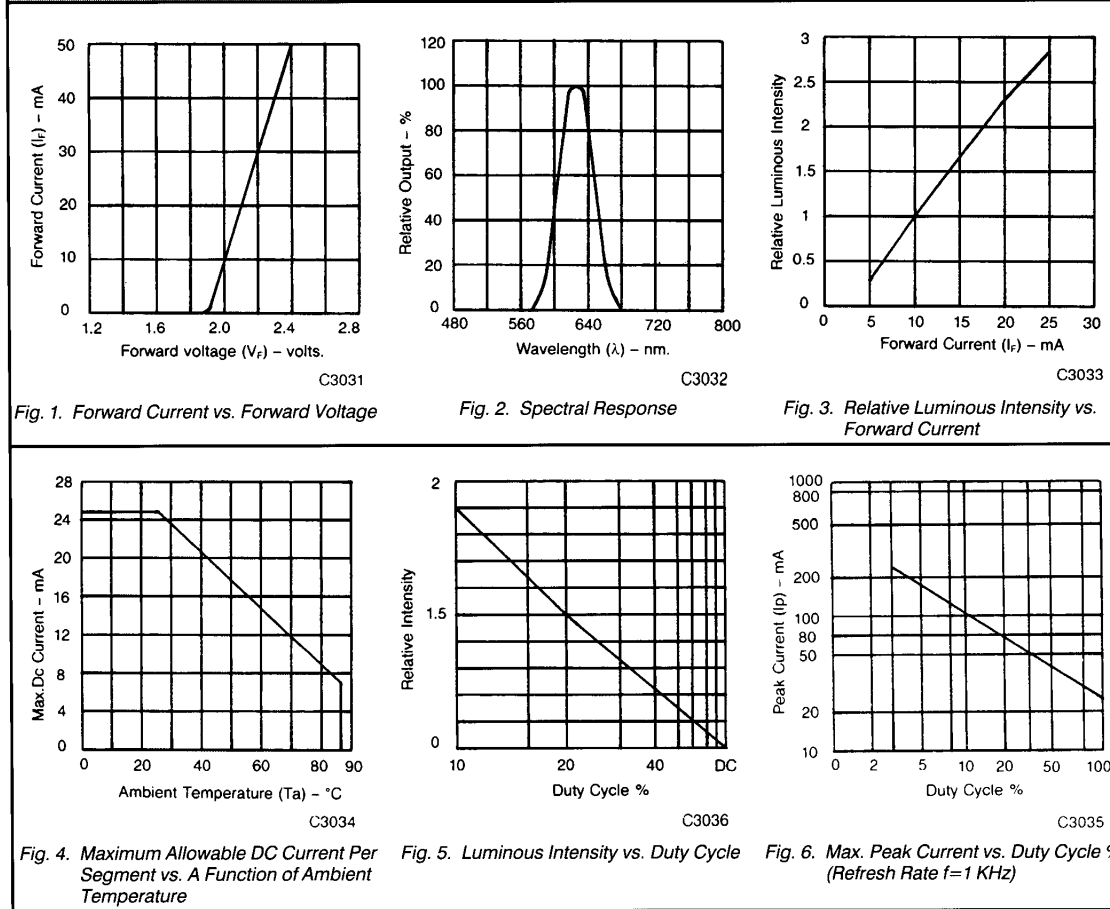 50
40
30
20
10
0
Forward Current (IF) – mA
1.2 1.6 2.0 2.4 2.8
Forward voltage (VF) – volts.
C3031
Fig. 1. Forward Current vs. Forward Voltage
120
100
80
60
40
20
0
Relative Output – %
480 560 640 720 800
Wavelength (λ) – nm.
C3032
Fig. 2. Spectral Response
3
2.5
2
1.5
1
0.5
0
Relative Luminous Intensity
0 5 10 15 20 25 30
Forward Current (IF) – mA
C3033
Fig. 3. Relative Luminous Intensity vs.
Forward Current
28
24
20
16
12
8
4
0
Max.Dc Current – mA
0 20 30 40 50 60 70 80 90
Ambient Temperature (Ta) – °C
C3034
Fig. 4. Maximum Allowable DC Current Per
Segment vs. A Function of Ambient
Temperature
2
1.5
0
Relative Intensity
10 20 40 DC
Duty Cycle %
C3036
Fig. 5. Luminous Intensity vs. Duty Cycle
1000
800
500
200
100
80
50
20
10
Peak Current (Ip) – mA
0 2 5 10 20 50 100
Duty Cycle %
C3035
Fig. 6. Max. Peak Current vs. Duty Cycle %
(Refresh Rate f=1 KHz)